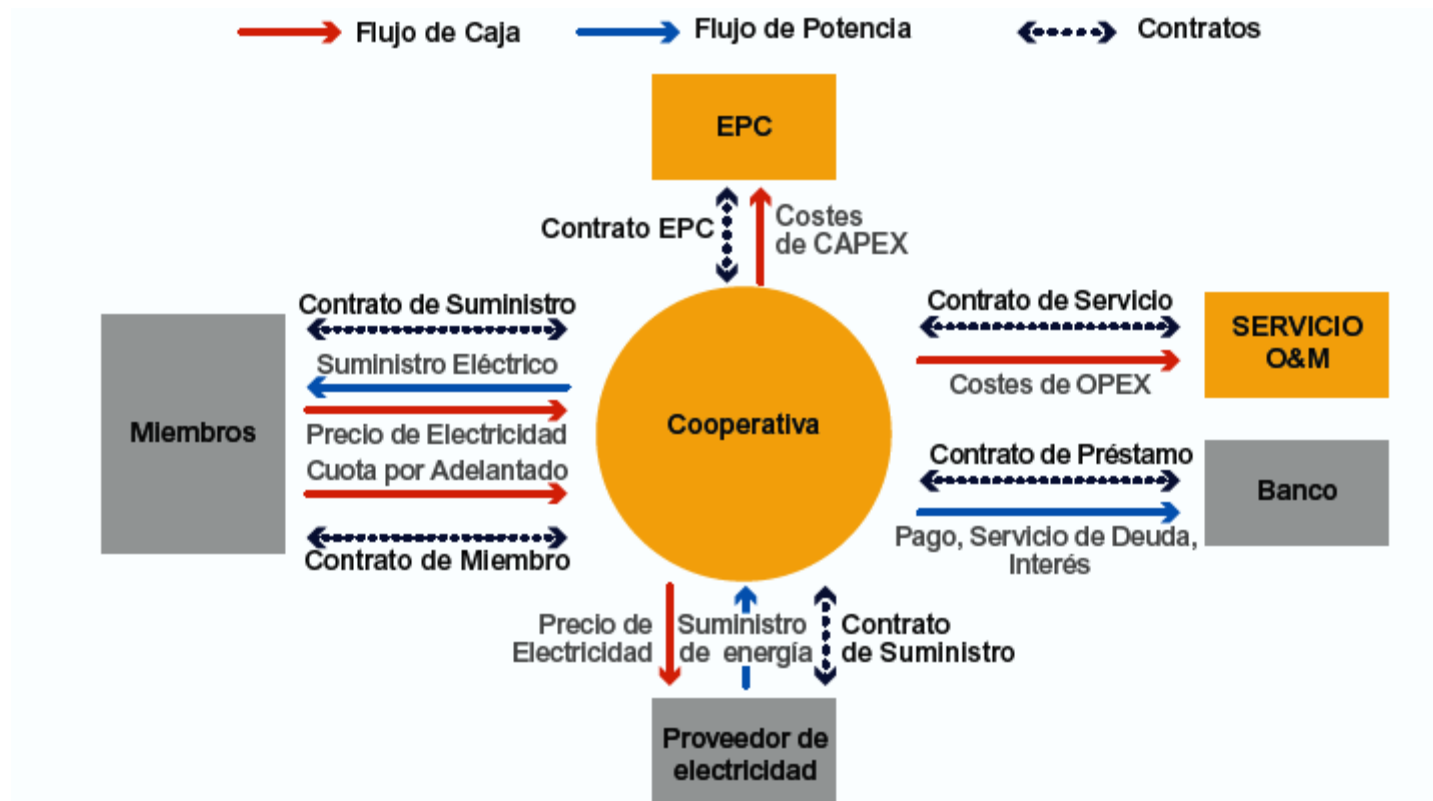 Flujo de Caja
Flujo de Potencia
Contratos
EPC
Contrato EPC
Costes
de CAPEX
Contrato de Suministro
Suministro Eléctrico
Precio de Electricidad
Cuota por Adelantado
Contrato de Miembro
Miembros
Cooperativa
Contrato de Servicio
Costes de OPEX
SERVICIO
O&M
Contrato de Préstamo
Pago, Servicio de Deuda,
Interés
Banco
Precio de
Electricidad
Suministro
de energía
Contrato
de Suministro
Proveedor de
electricidad